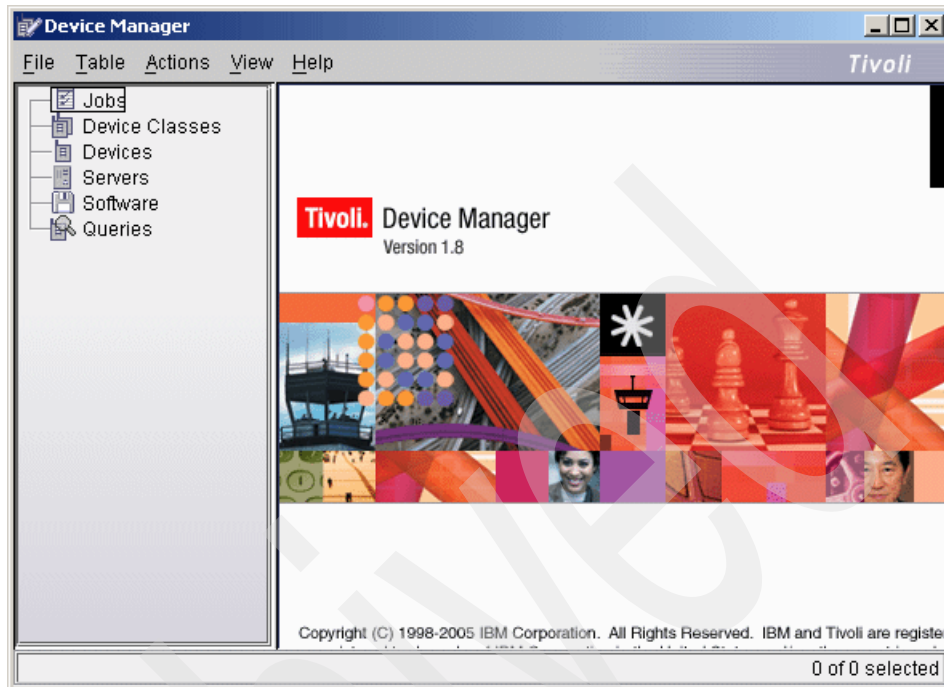 Device Manager
File Table Actions View Help Tivoli
Jobs
Device Classes
Devices
Servers
Software
Queries
Tivoli. Device Manager
Version 1.8
Copyright (C) 1998-2005 IBM Corporation. All Rights Reserved. IBM and Tivoli are register
0 of 0 selected